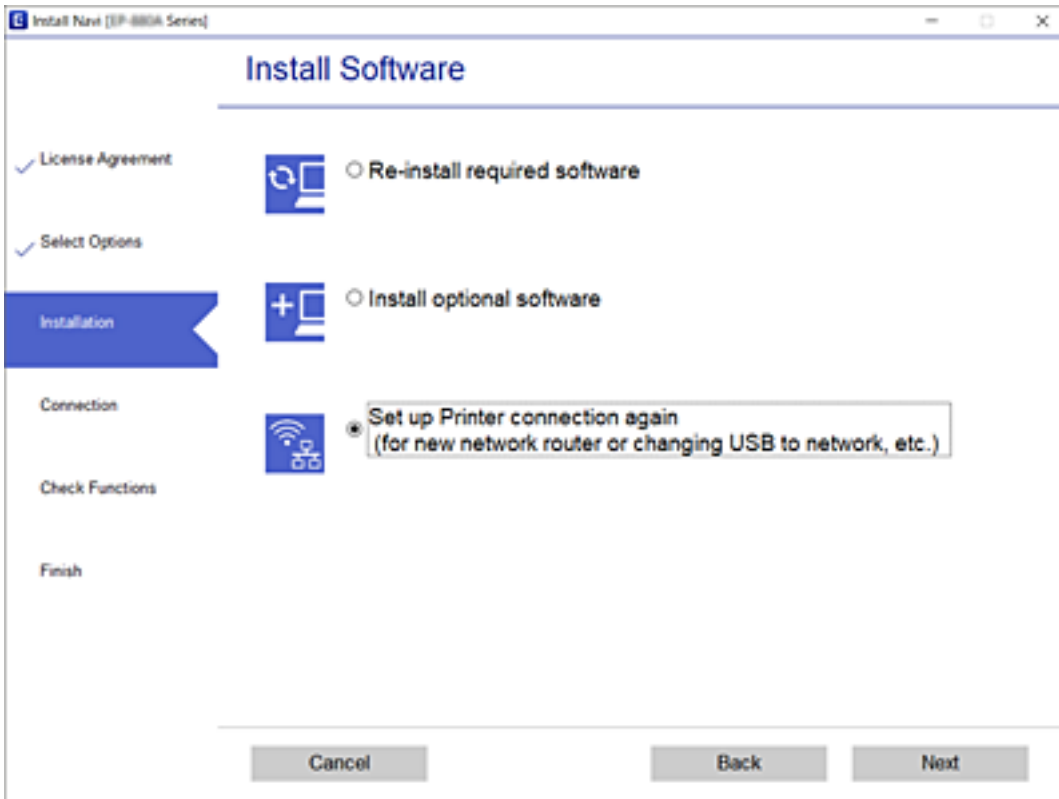 Install Navi [ Series]
Install Software
License Agreement
Select Options
Installation
Connection
Check Functions
Finish
Re-install required software
Install optional software
Set up Printer connection again
(for new network router or changing USB to network, etc.)
Cancel
Back
Next